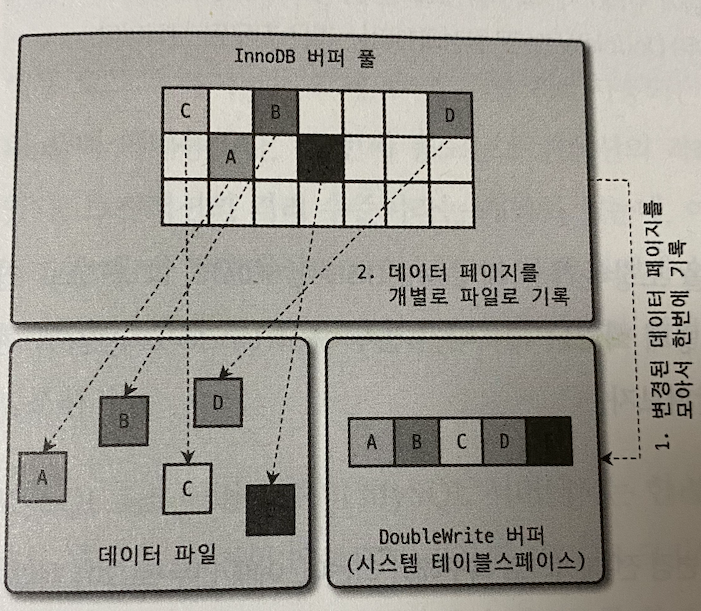 InnoDB 버퍼 풀
C B D
A
2. 데이터 페이지를
개별로 파일로 기록
1. 변경된 데이터 페이지를
모아서 한번에 기록
D
B
A
C
데이터 파일
A B C D
DoubleWrite 버퍼
(시스템 테이블스페이스)